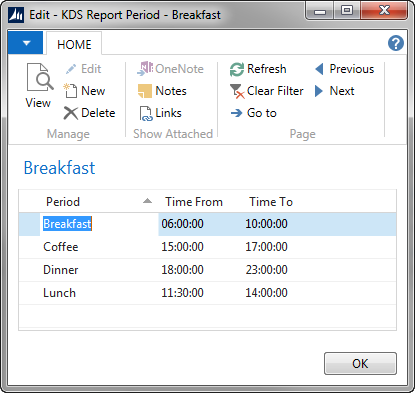 Edit - KDS Report Period - Breakfast
HOME
View
Edit
New
Delete
Manage
OneNote
Notes
Links
Show Attached
Refresh
Clear Filter
Go to
Previous
Next
Page
Breakfast
Period Time From Time To
Breakfast 06:00:00 10:00:00
Coffee 15:00:00 17:00:00
Dinner 18:00:00 23:00:00
Lunch 11:30:00 14:00:00
OK